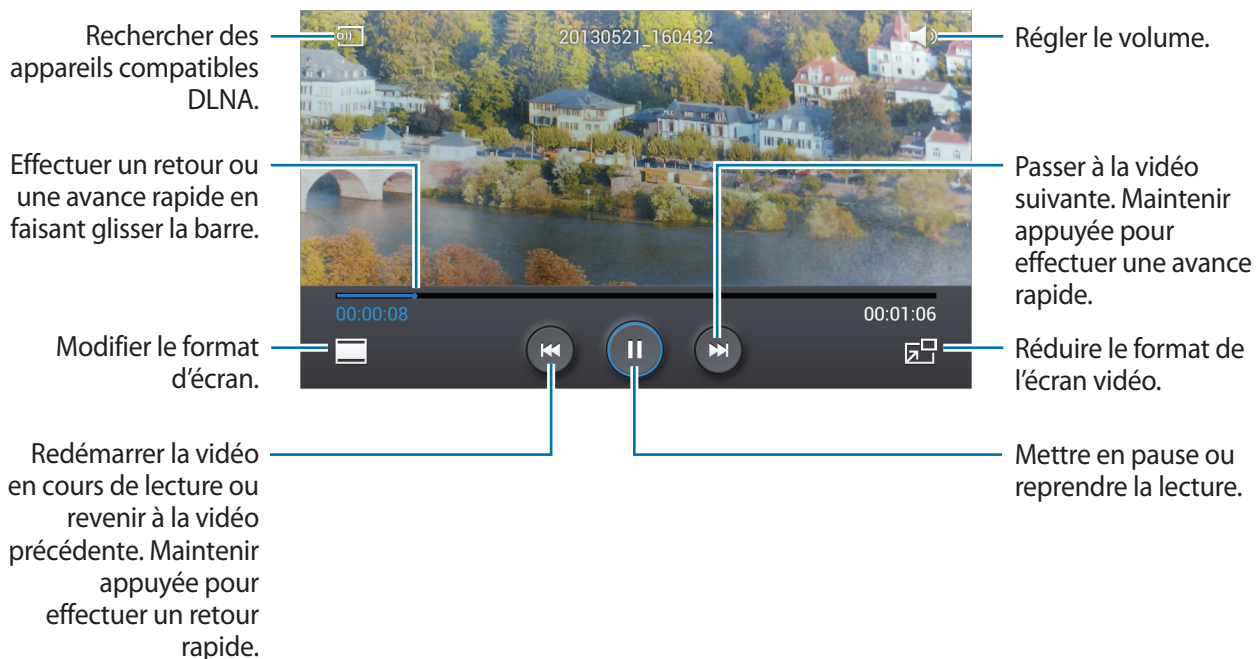 Rechercher des
appareils compatibles
DLNA.
20130521_160432
Régler le volume.
Effectuer un retour ou
une avance rapide en
faisant glisser la barre.
Passer à la vidéo
suivante. Maintenir
appuyée pour
effectuer une avance
rapide.
00:00:08
00:01:06
Modifier le format
d'écran.
Réduire le format de
l'écran vidéo.
Redémarrer la vidéo
en cours de lecture ou
revenir à la vidéo
précédente. Maintenir
appuyée pour
effectuer un retour
rapide.
Mettre en pause ou
reprendre la lecture.